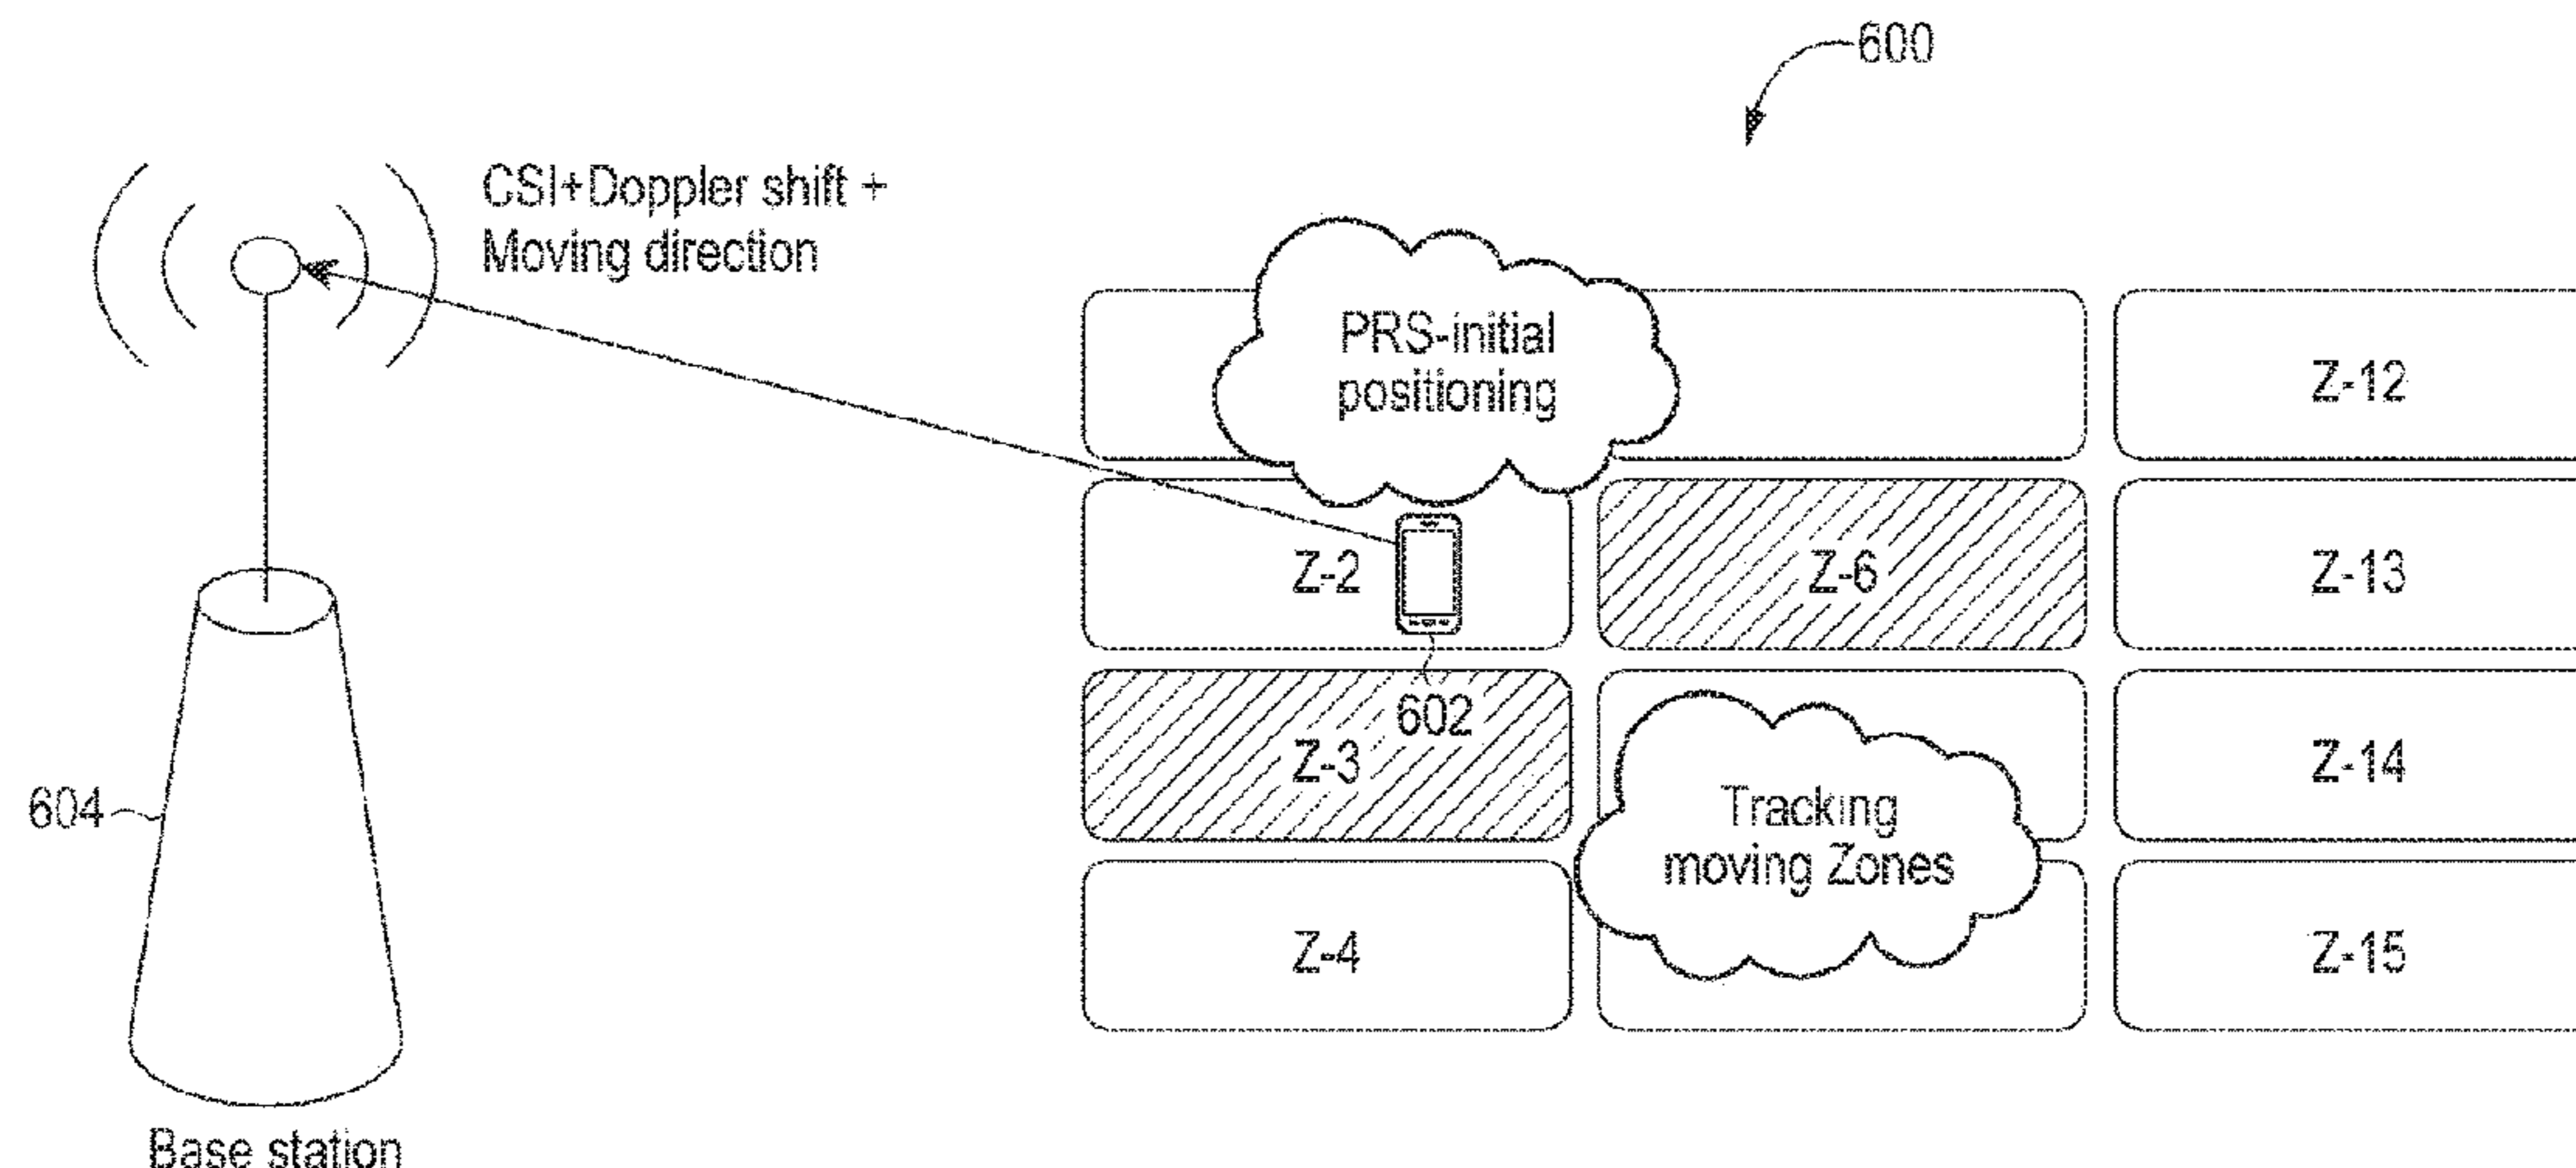 600
CSI+Doppler shift +
Moving direction
PRS-initial
positioning
Z-12
Z-2
Z-6
Z-13
602
Z-3
Z-14
604
Tracking
moving Zones
Z-4
Z-15
Base station